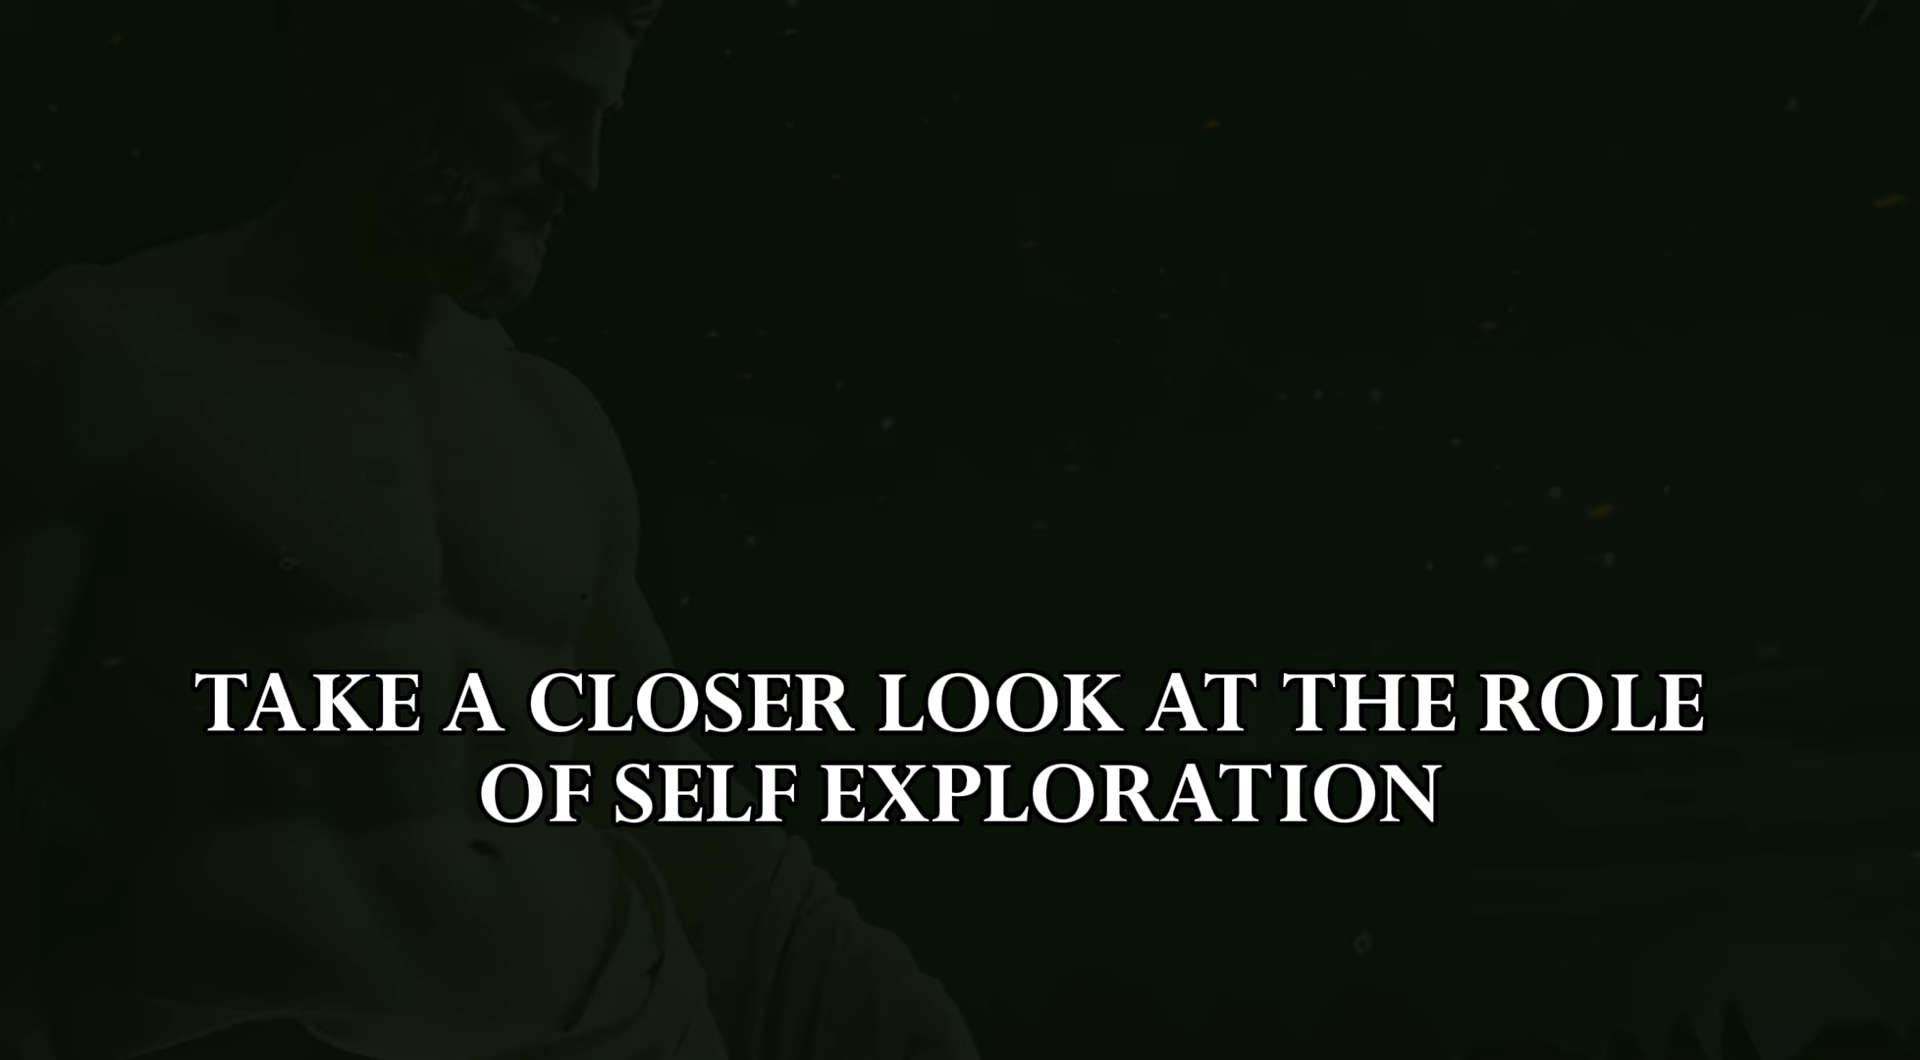 TAKE A CLOSER LOOK AT THE ROLE
OF SELF EXPLORATION